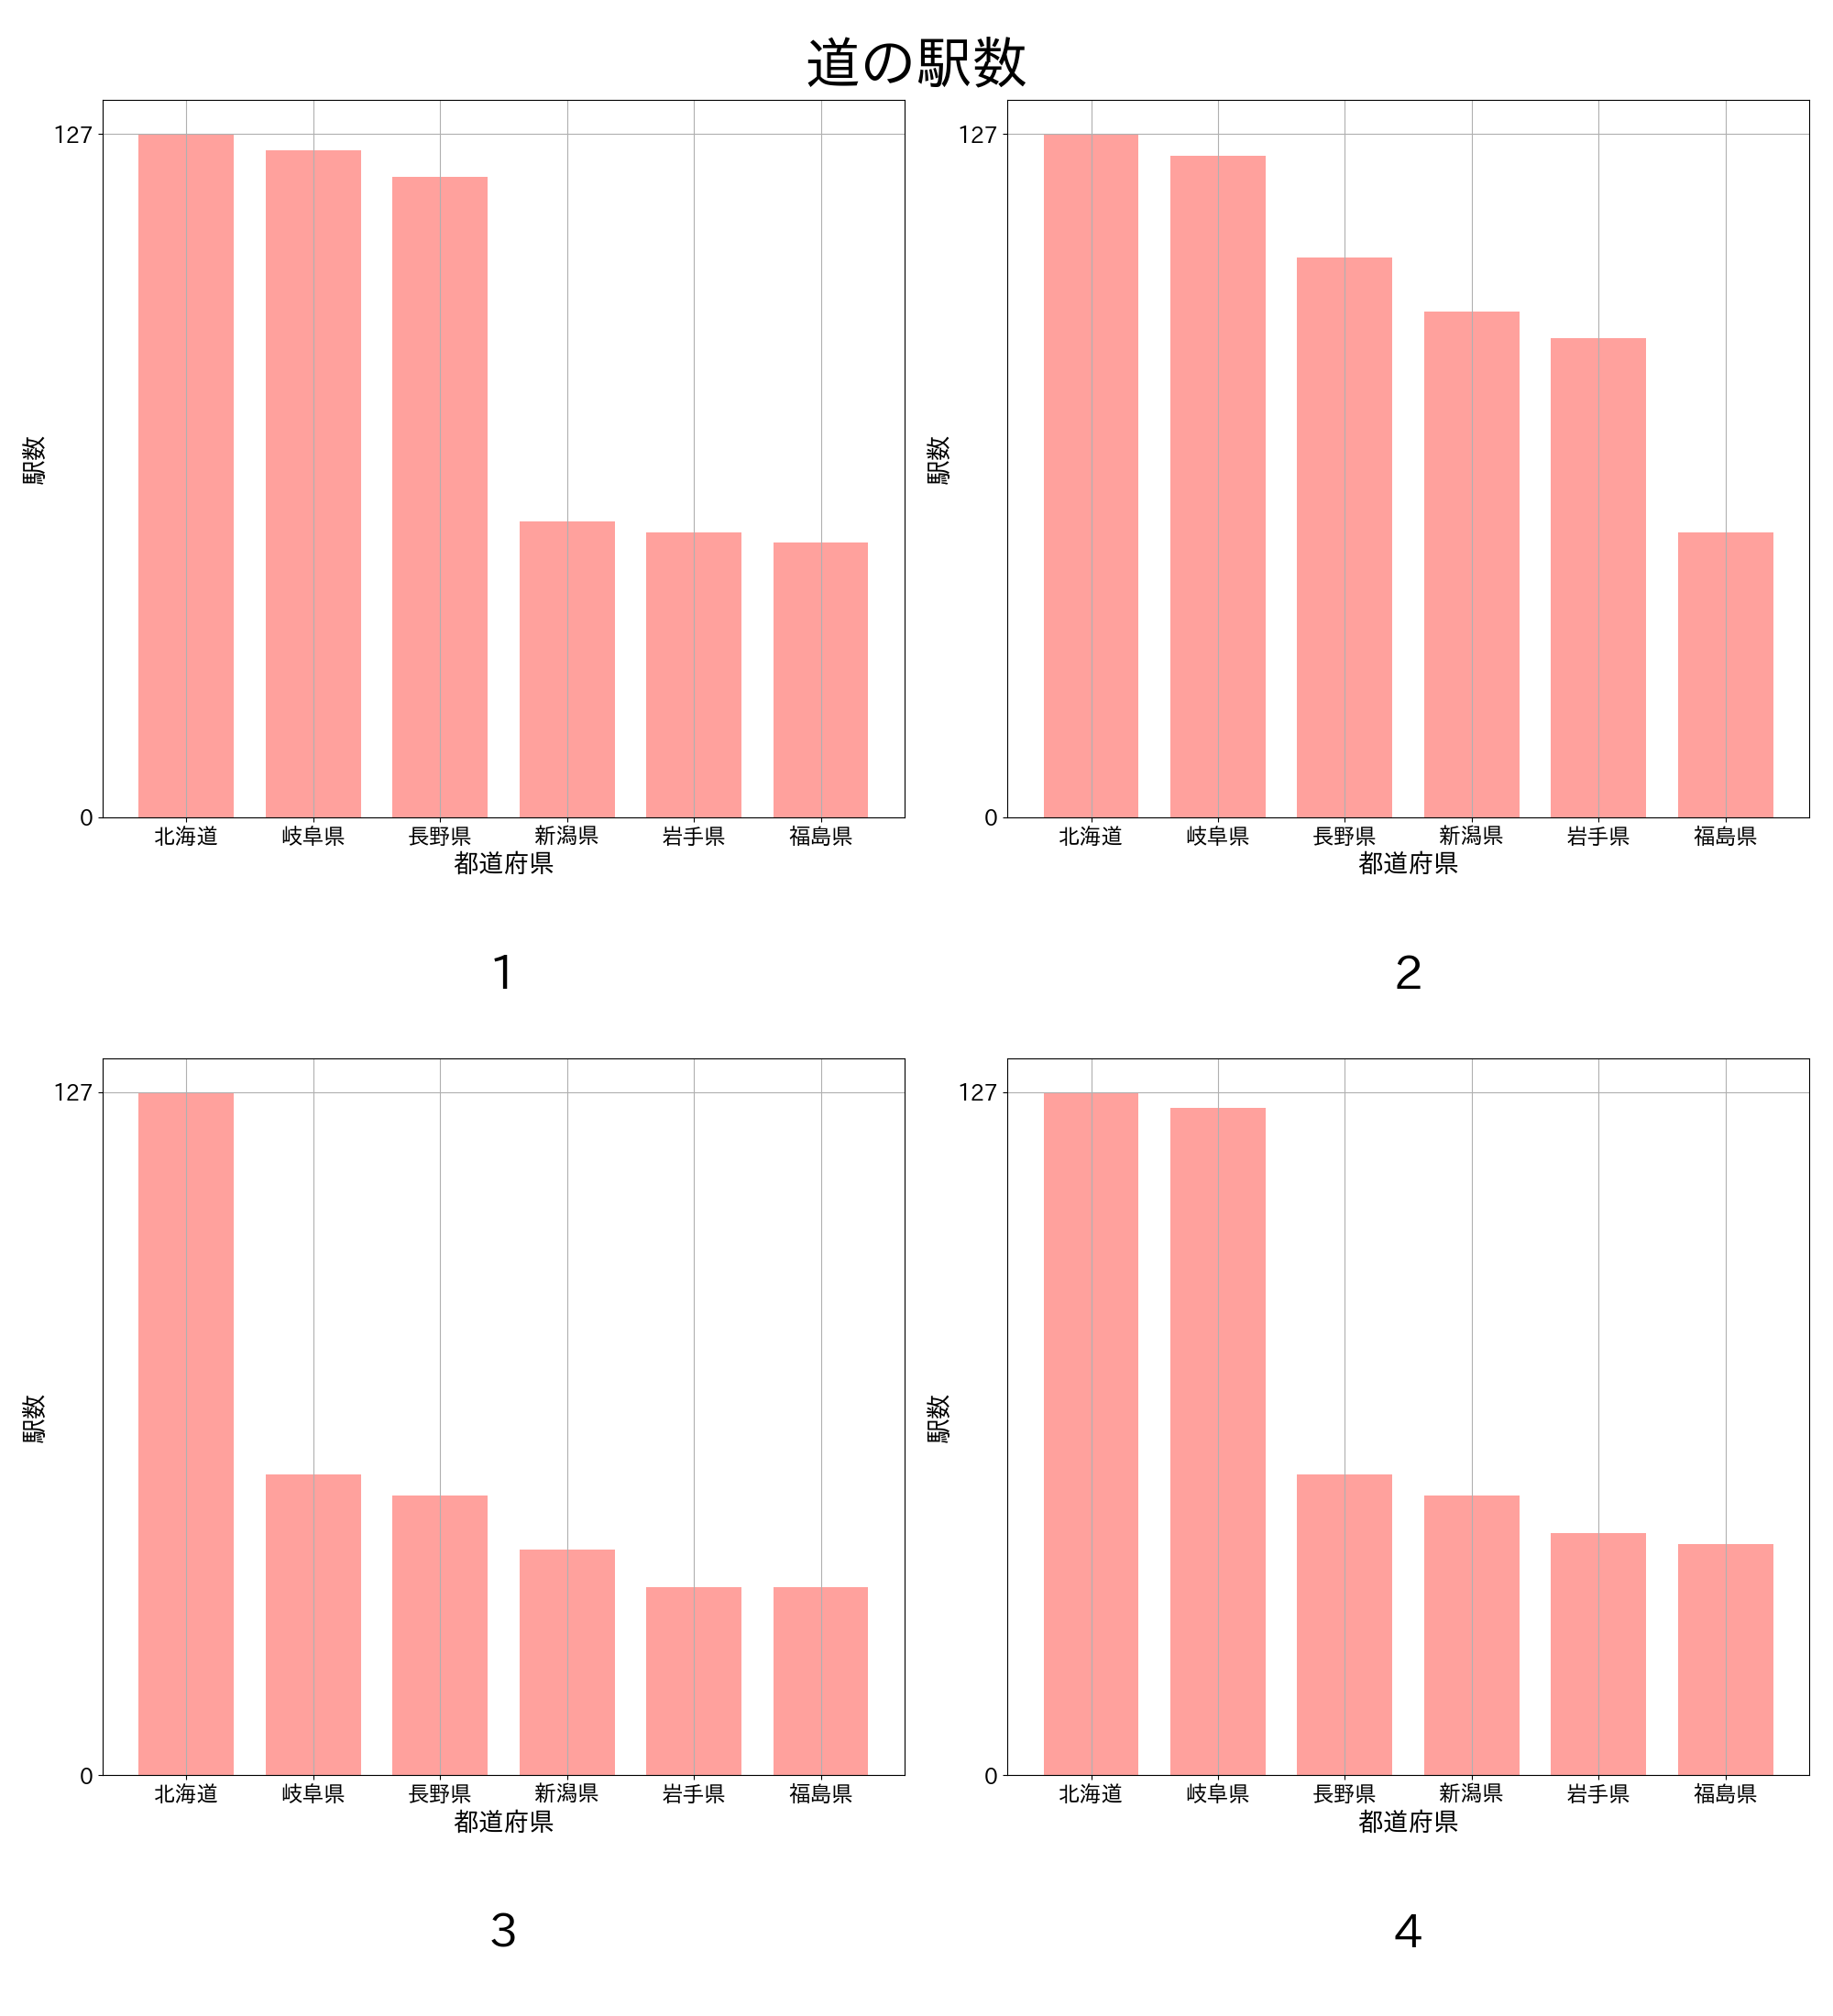 道の駅数
127
0
駅数
北海道 岐阜県 長野県 新潟県 岩手県 福島県
都道府県
1
127
0
駅数
北海道 岐阜県 長野県 新潟県 岩手県 福島県
都道府県
2
127
0
駅数
北海道 岐阜県 長野県 新潟県 岩手県 福島県
都道府県
3
127
0
駅数
北海道 岐阜県 長野県 新潟県 岩手県 福島県
都道府県
4